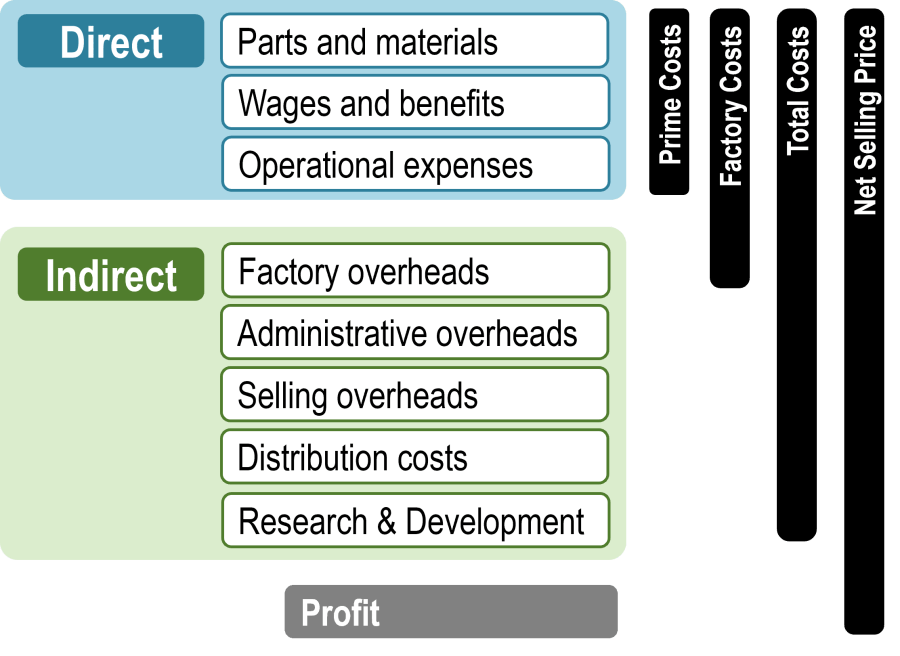 Direct
Parts and materials
Wages and benefits
Operational expenses
Indirect
Factory overheads
Administrative overheads
Selling overheads
Distribution costs
Research & Development
Profit
Prime Costs
Factory Costs
Total Costs
Net Selling Price